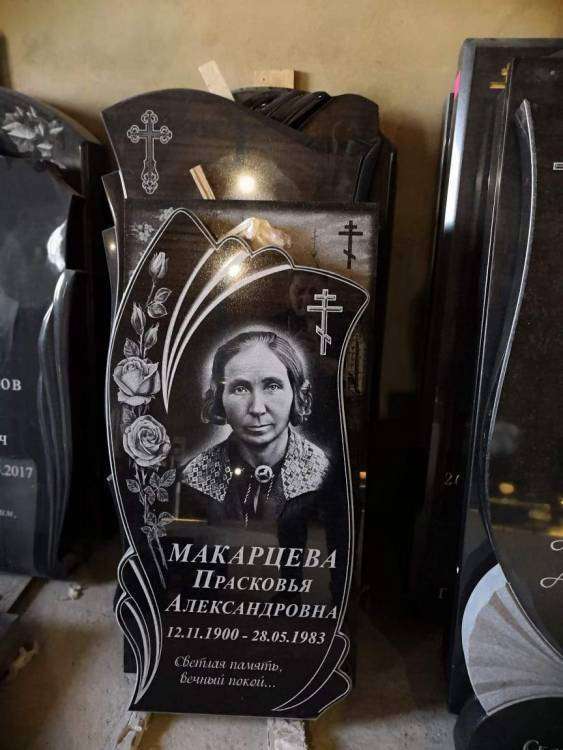 МАКАРЦЕВА
ПРАСКОВЬЯ
АЛЕКСАНДРОВНА
12.11.1900 - 28.05.1983
Светлая память,
вечный покой...